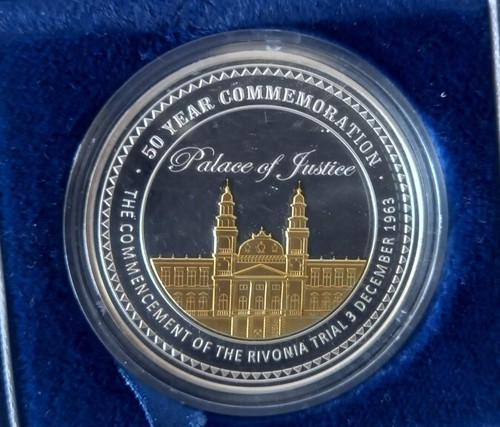 · 50 YEAR COMMEMORATION ·
Palace of Justice
THE COMMENCEMENT OF THE RIVONIA TRIAL 3 DECEMBER 1963